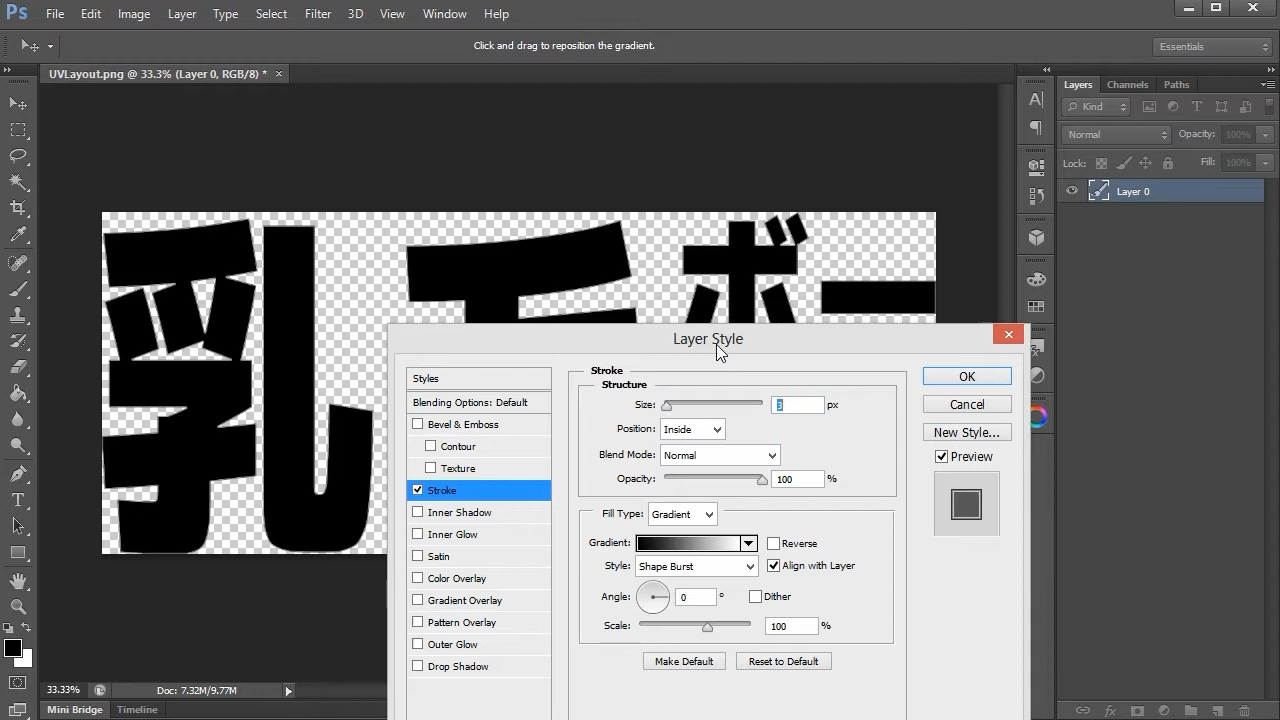 Ps File Edit Image Layer Type Select Filter 3D View Window Help
Click and drag to reposition the gradient.
Essentials
UVLayout.png @ 33.3% (Layer 0, RGB/8) * ×
Layers Channels Paths
Kind
Normal Opacity: 100%
Lock: Fill: 100%
Layer 0
乳
ボー
Layer Style
Styles
Blending Options: Default
Bevel & Emboss
Contour
Texture
Stroke
Inner Shadow
Inner Glow
Satin
Color Overlay
Gradient Overlay
Pattern Overlay
Outer Glow
Drop Shadow
Stroke
Structure
Size: 3 px
Position: Inside
Blend Mode: Normal
Opacity: 100 %
Fill Type: Gradient
Gradient: Reverse
Style: Shape Burst Align with Layer
Angle: 0 ° Dither
Scale: 100 %
Make Default Reset to Default
OK
Cancel
New Style...
Preview
33.33% Doc: 7.32M/9.77M
Mini Bridge Timeline